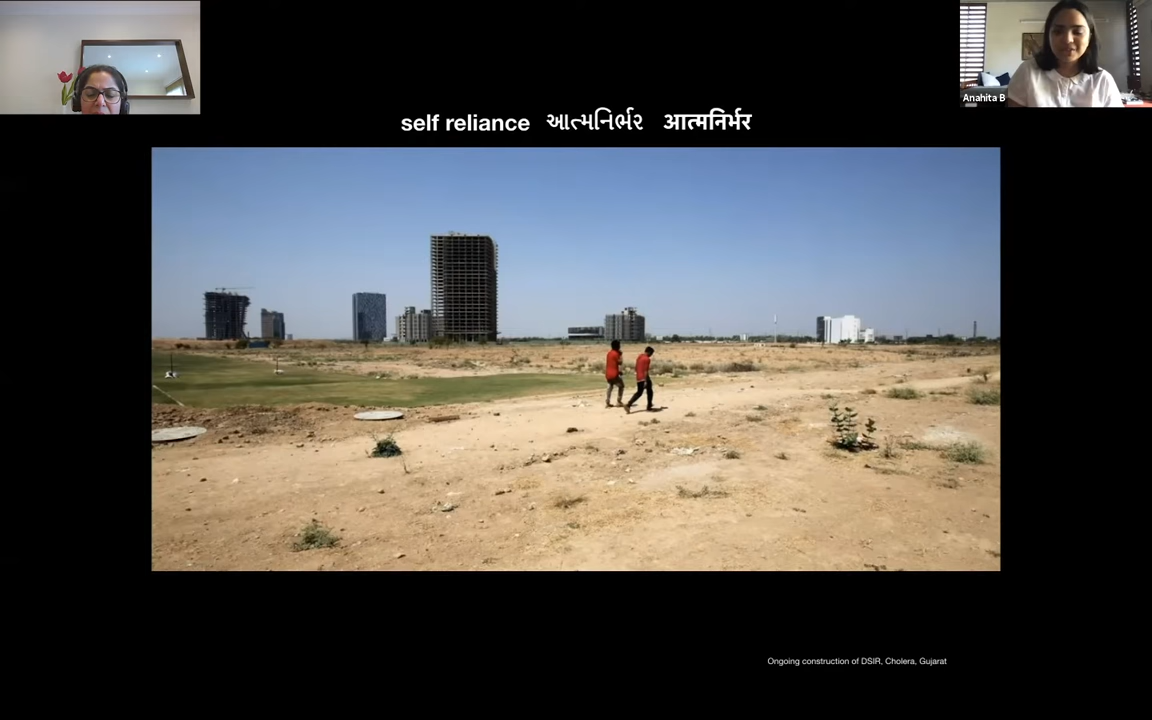 Anahita B
self reliance આત્મનિર્ભર आत्मनिर्भर
Ongoing construction of DSIR, Cholera, Gujarat